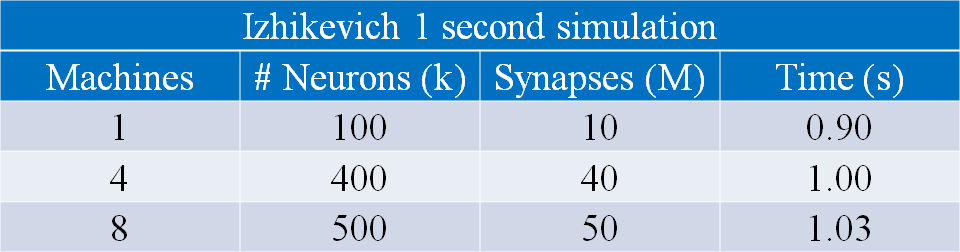 Izhikevich 1 second simulation
Machines # Neurons (k) Synapses (M) Time (s)
1 100 10 0.90
4 400 40 1.00
8 500 50 1.03